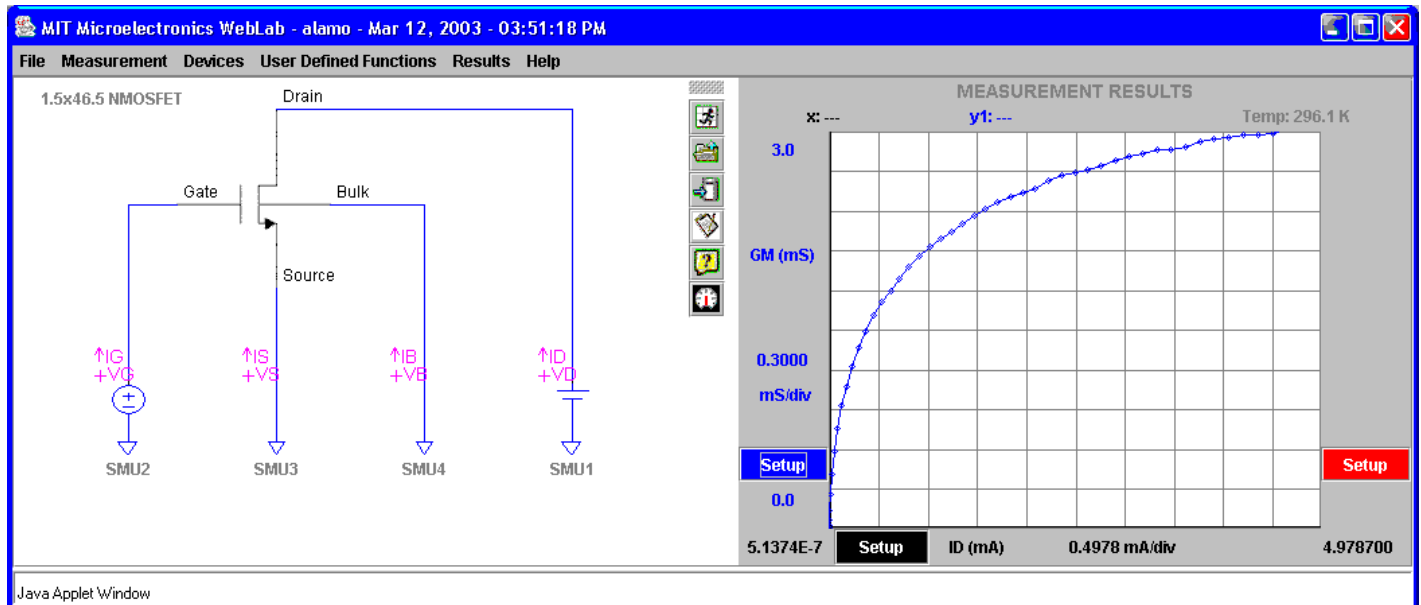 MIT Microelectronics WebLab - alamo - Mar 12, 2003 - 03:51:18 PM
File Measurement Devices User Defined Functions Results Help
1.5x46.5 NMOSFET
Drain
Gate
Bulk
Source
↑IG
+VG
↑IS
+VS
↑IB
+VB
↑ID
+VD
SMU2
SMU3
SMU4
SMU1
MEASUREMENT RESULTS
x: ---
y1: ---
Temp: 296.1 K
3.0
GM (mS)
0.3000
mS/div
Setup
0.0
Setup
5.1374E-7
Setup
ID (mA)
0.4978 mA/div
4.978700
Java Applet Window